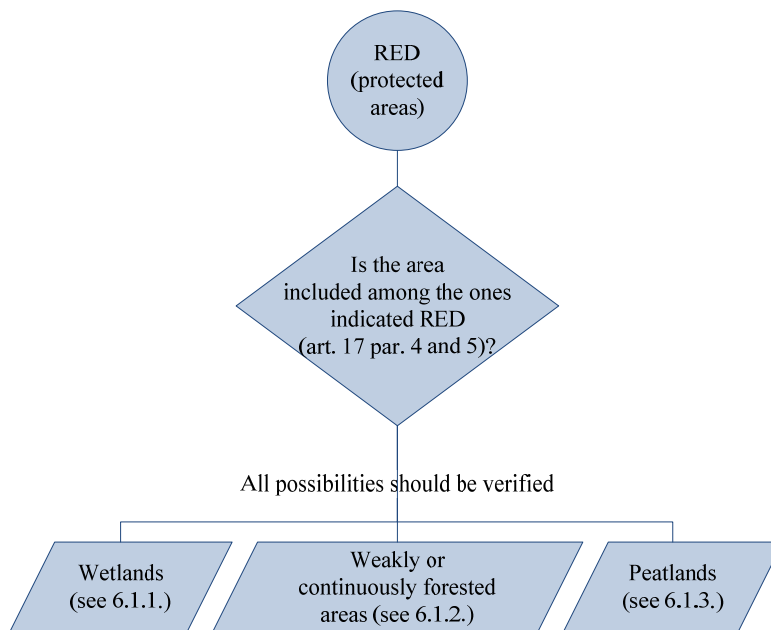 RED
(protected
areas)
Is the area
included among the ones
indicated RED
(art. 17 par. 4 and 5)?
All possibilities should be verified
Wetlands
(see 6.1.1.)
Weakly or
continuously forested
areas (see 6.1.2.)
Peatlands
(see 6.1.3.)